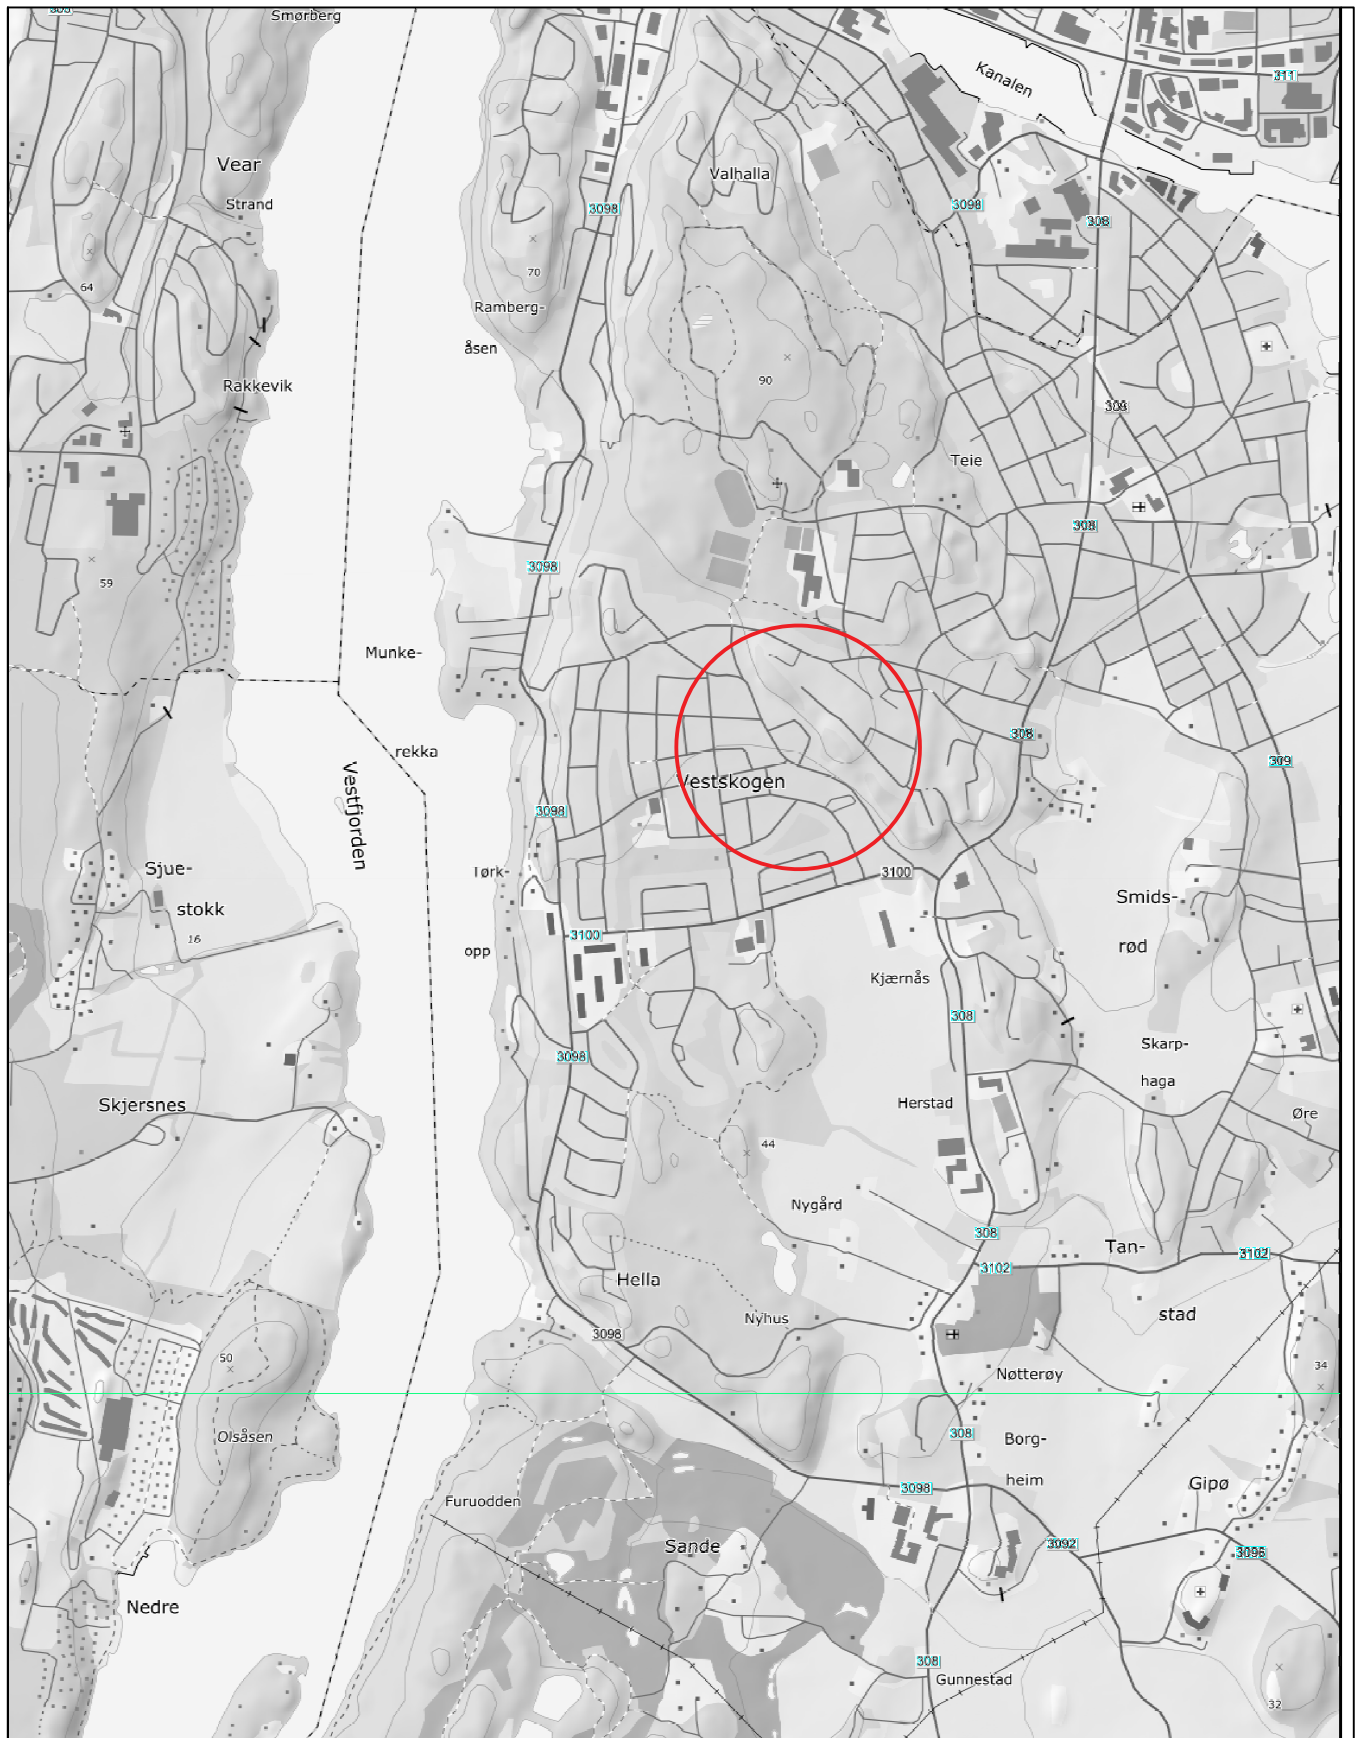 Smørberg
Kanalen
311
Vear
Valhalla
Strand
3098
3098
308
70
64
Ramberg-
åsen
90
Rakkevik
308
Teie
308
3098
59
Munke-
rekka
308
309
Vestfjorden
Vestskogen
3098
Sjue-
stokk
Tørk-
opp
3100
3100
Smids-
rød
16
Kjærnås
308
3098
Skarp-
haga
Skjersnes
Herstad
Øre
44
Nygård
308
Tan-
stad
3102
3102
Hella
Nyhus
3098
50
34
Nøtterøy
Olsåsen
308
Borg-
heim
Gipø
3098
Furuodden
Sande
3092
3096
Nedre
308
Gunnestad
32